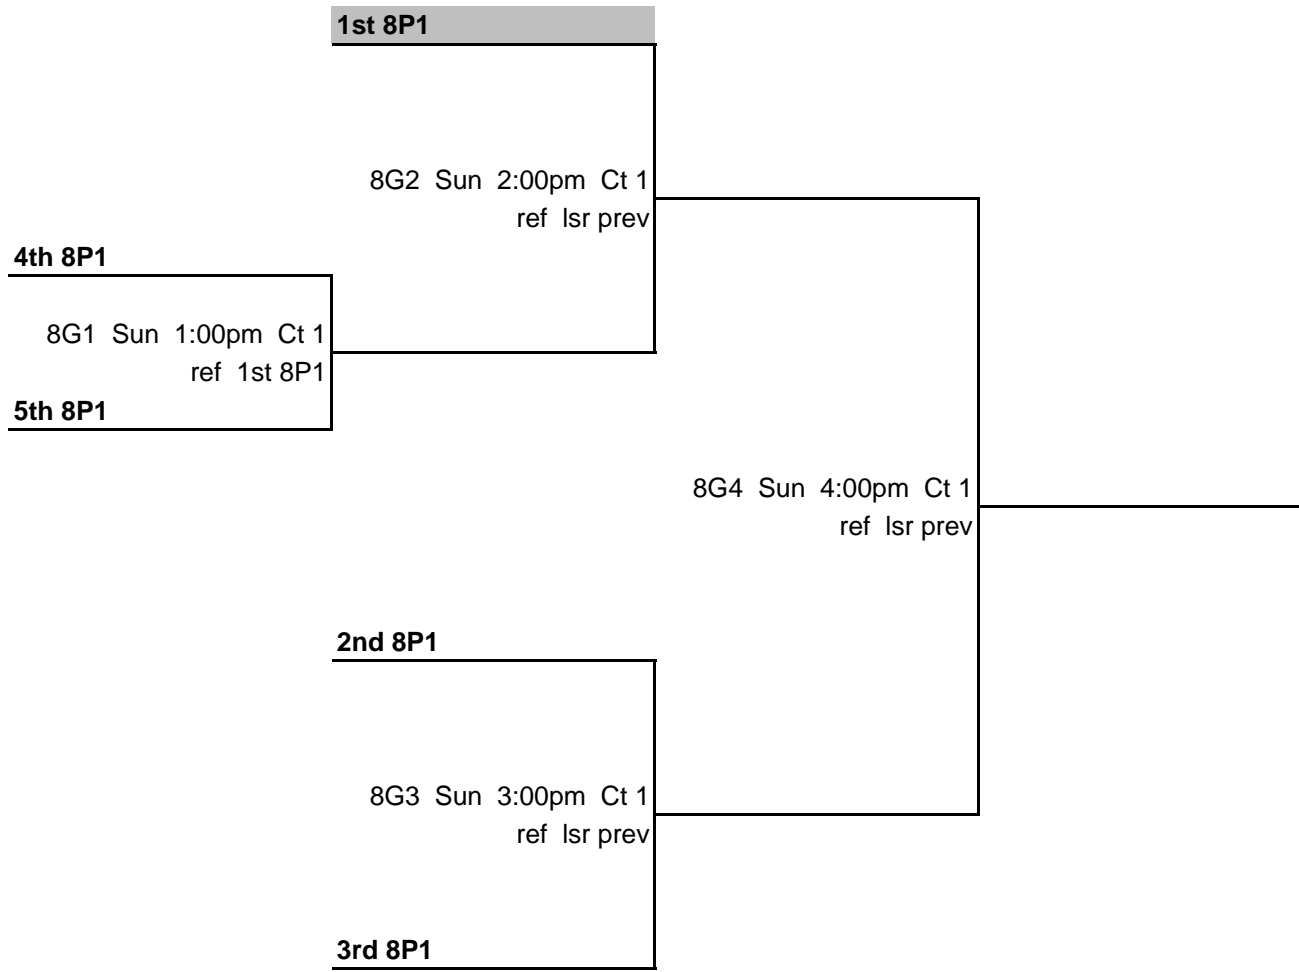 1st 8P1
8G2 Sun 2:00pm Ct 1
ref lsr prev
4th 8P1
8G1 Sun 1:00pm Ct 1
ref 1st 8P1
5th 8P1
8G4 Sun 4:00pm Ct 1
ref lsr prev
2nd 8P1
8G3 Sun 3:00pm Ct 1
ref lsr prev
3rd 8P1